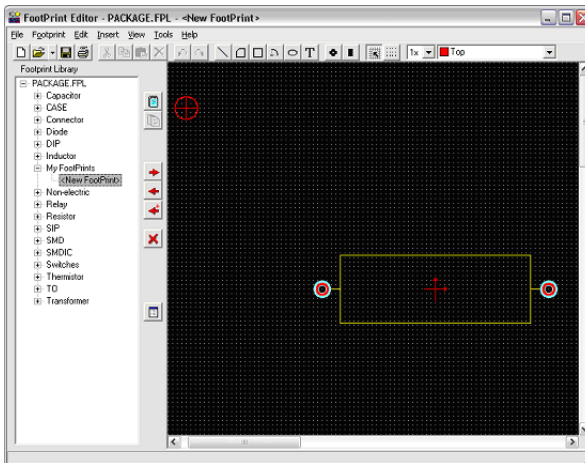 FootPrint Editor - PACKAGE.FPL - <New FootPrint>
File Footprint Edit Insert View Tools Help
T 1x Top
Footprint Library
PACKAGE.FPL
Capacitor
CASE
Connector
Diode
DIP
Inductor
My FootPrints
<New FootPrint>
Non-electric
Relay
Resistor
SIP
SMD
SMDIC
Switches
Thermistor
TO
Transformer